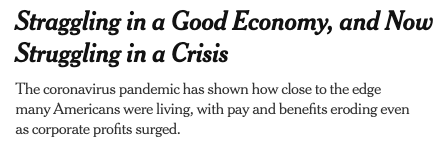 Straggling in a Good Economy, and Now
Struggling in a Crisis
The coronavirus pandemic has shown how close to the edge
many Americans were living, with pay and benefits eroding even
as corporate profits surged.